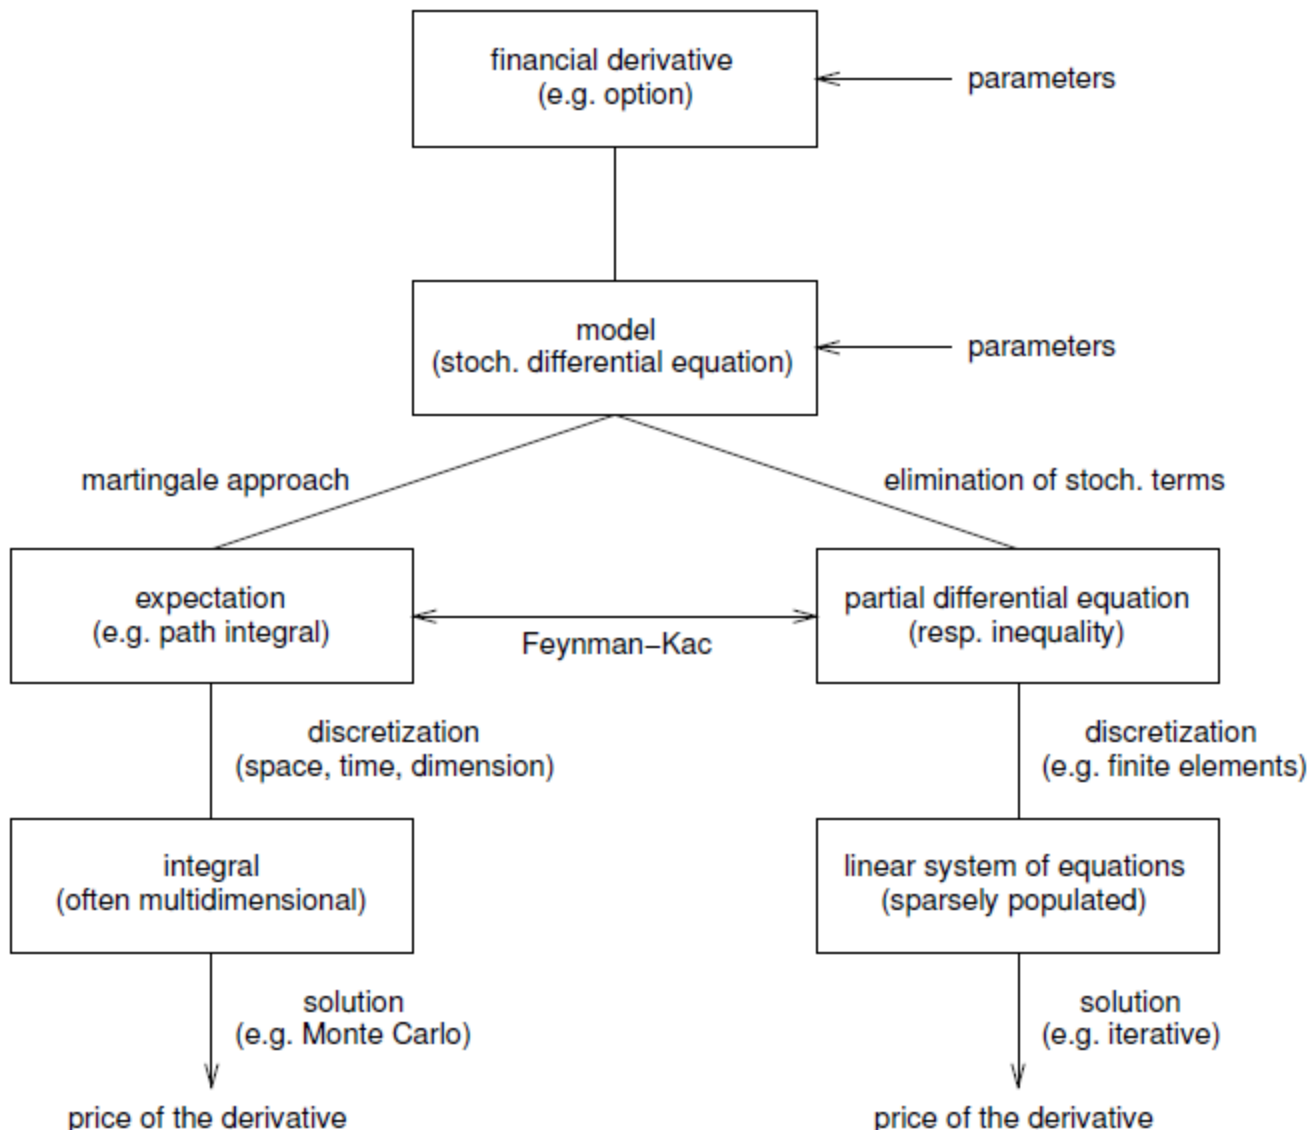 financial derivative
(e.g. option)
parameters
model
(stoch. differential equation)
parameters
martingale approach
elimination of stoch. terms
expectation
(e.g. path integral)
Feynman–Kac
partial differential equation
(resp. inequality)
discretization
(space, time, dimension)
discretization
(e.g. finite elements)
integral
(often multidimensional)
linear system of equations
(sparsely populated)
solution
(e.g. Monte Carlo)
solution
(e.g. iterative)
price of the derivative
price of the derivative